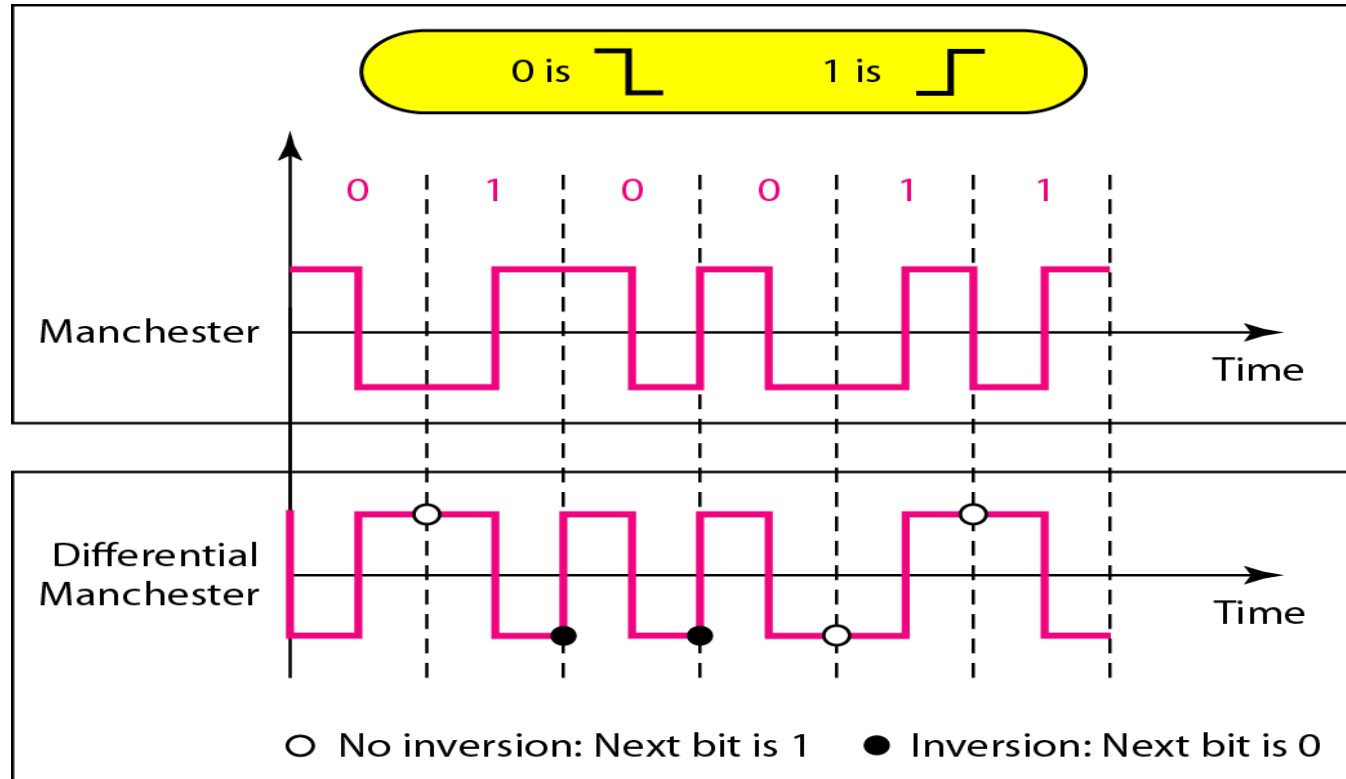 0 is 1 is
0 1 0 0 1 1
Manchester
Time
Differential
Manchester
Time
No inversion: Next bit is 1 Inversion: Next bit is 0